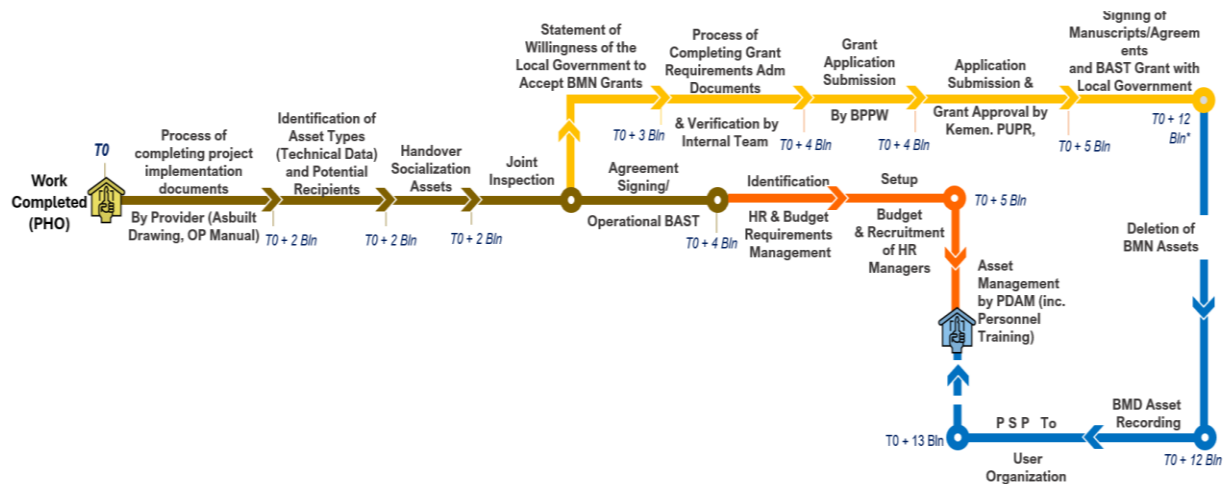 Work
Completed
(PHO)
T0
Process of
completing project
implementation
documents
By Provider (Asbuilt
Drawing, OP Manual)
T0 + 2 Bln
Identification of
Asset Types
(Technical Data)
and Potential
Recipients
T0 + 2 Bln
Handover
Socialization
Assets
T0 + 2 Bln
Joint
Inspection
Statement of
Willingness of the
Local Government to
Accept BMN Grants
T0 + 3 Bln
Process of
Completing Grant
Requirements Adm
Documents
& Verification by
Internal Team
T0 + 4 Bln
Grant
Application
Submission
By BPPW
T0 + 4 Bln
Application
Submission &
Grant Approval by
Kemen. PUPR,
T0 + 5 Bln
Signing of
Manuscripts/Agreem
ents
and BAST Grant with
Local Government
T0 + 12
Bln*
Agreement
Signing/
Operational BAST
T0 + 4 Bln
Identification
HR & Budget
Requirements
Management
Setup
Budget
& Recruitment
of HR
Managers
T0 + 5 Bln
Asset
Management
by PDAM (inc.
Personnel
Training)
Deletion of
BMN Assets
BMD Asset
Recording
T0 + 12 Bln
P S P To
User
Organization
T0 + 13 Bln